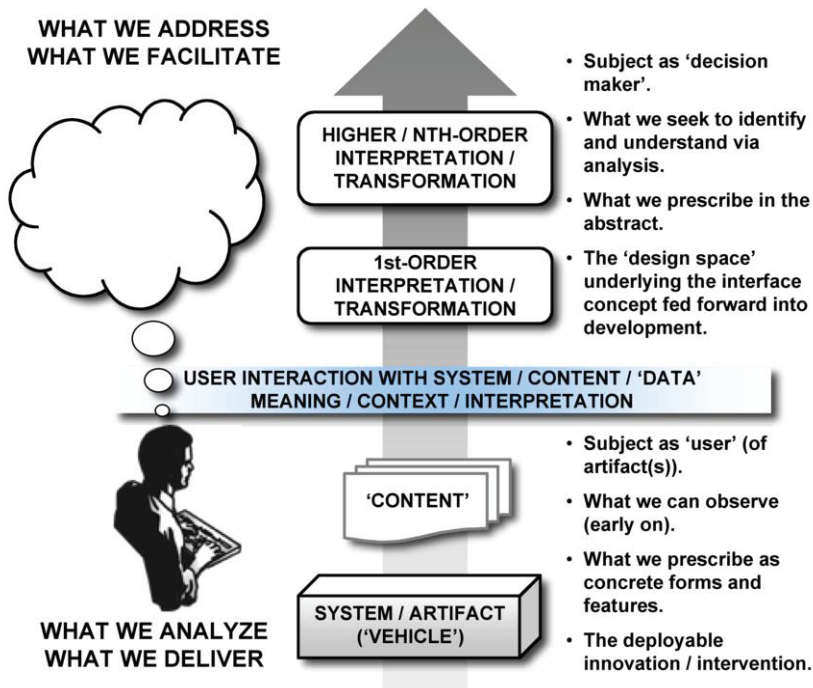 WHAT WE ADDRESS
WHAT WE FACILITATE
HIGHER / NTH-ORDER
INTERPRETATION /
TRANSFORMATION
1st-ORDER
INTERPRETATION /
TRANSFORMATION
• Subject as ‘decision
maker’.
• What we seek to identify
and understand via
analysis.
• What we prescribe in the
abstract.
• The ‘design space’
underlying the interface
concept fed forward into
development.
USER INTERACTION WITH SYSTEM / CONTENT / ‘DATA’
MEANING / CONTEXT / INTERPRETATION
‘CONTENT’
SYSTEM / ARTIFACT
(‘VEHICLE’)
• Subject as ‘user’ (of
artifact(s)).
• What we can observe
(early on).
• What we prescribe as
concrete forms and
features.
• The deployable
innovation / intervention.
WHAT WE ANALYZE
WHAT WE DELIVER